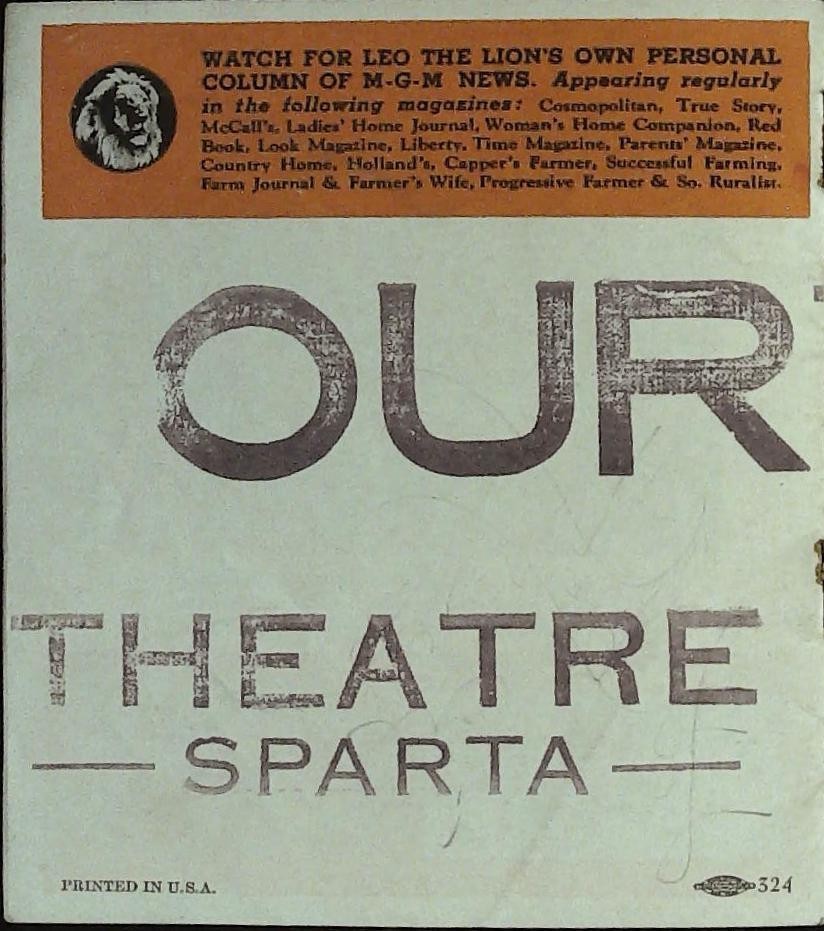 WATCH FOR LEO THE LION'S OWN PERSONAL
COLUMN OF M-G-M NEWS. Appearing regularly
in the following magazines: Cosmopolitan, True Story,
McCall's, Ladies' Home Journal, Woman's Home Companion, Red
Book, Look Magazine, Liberty, Time Magazine, Parents' Magazine,
Country Home, Holland's, Capper's Farmer, Successful Farming,
Farm Journal & Farmer's Wife, Progressive Farmer & So. Ruralist.
OUR
THEATRE
— SPARTA —
PRINTED IN U.S.A.
324